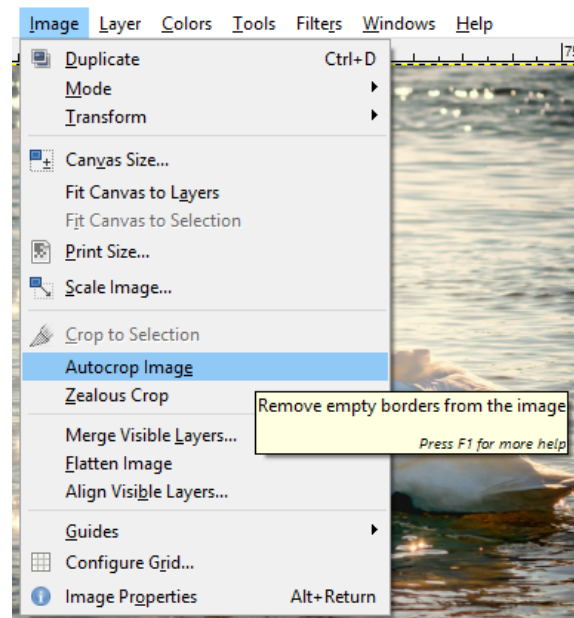 Image Layer Colors Tools Filters Windows Help
Duplicate Ctrl+D
Mode
Transform
Canvas Size...
Fit Canvas to Layers
Fit Canvas to Selection
Print Size...
Scale Image...
Crop to Selection
Autocrop Image
Zealous Crop
Remove empty borders from the image
Press F1 for more help
Merge Visible Layers...
Flatten Image
Align Visible Layers...
Guides
Configure Grid...
Image Properties Alt+Return